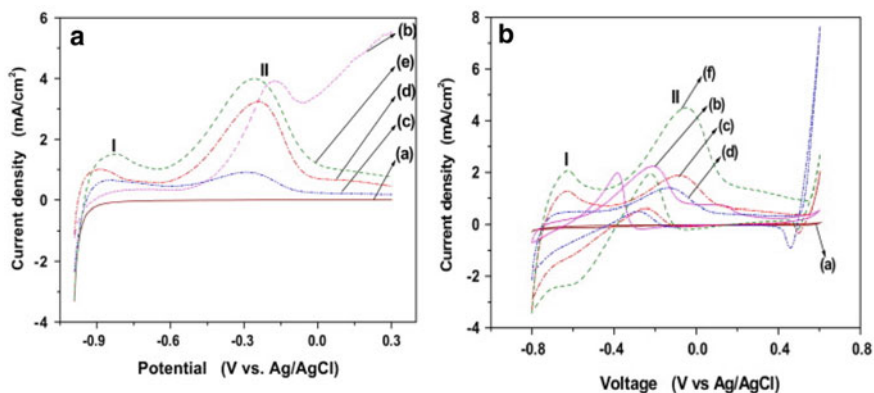 a
Current density (mA/cm²)
6
4
2
0
-2
-4
I
II
(b)
(e)
(d)
(c)
(a)
-0.9 -0.6 -0.3 0.0 0.3
Potential (V vs. Ag/AgCl)
b
Current density (mA/cm²)
8
6
4
2
0
-2
-4
I
II
(f)
(b)
(c)
(d)
(a)
-0.8 -0.4 0.0 0.4 0.8
Voltage (V vs Ag/AgCl)